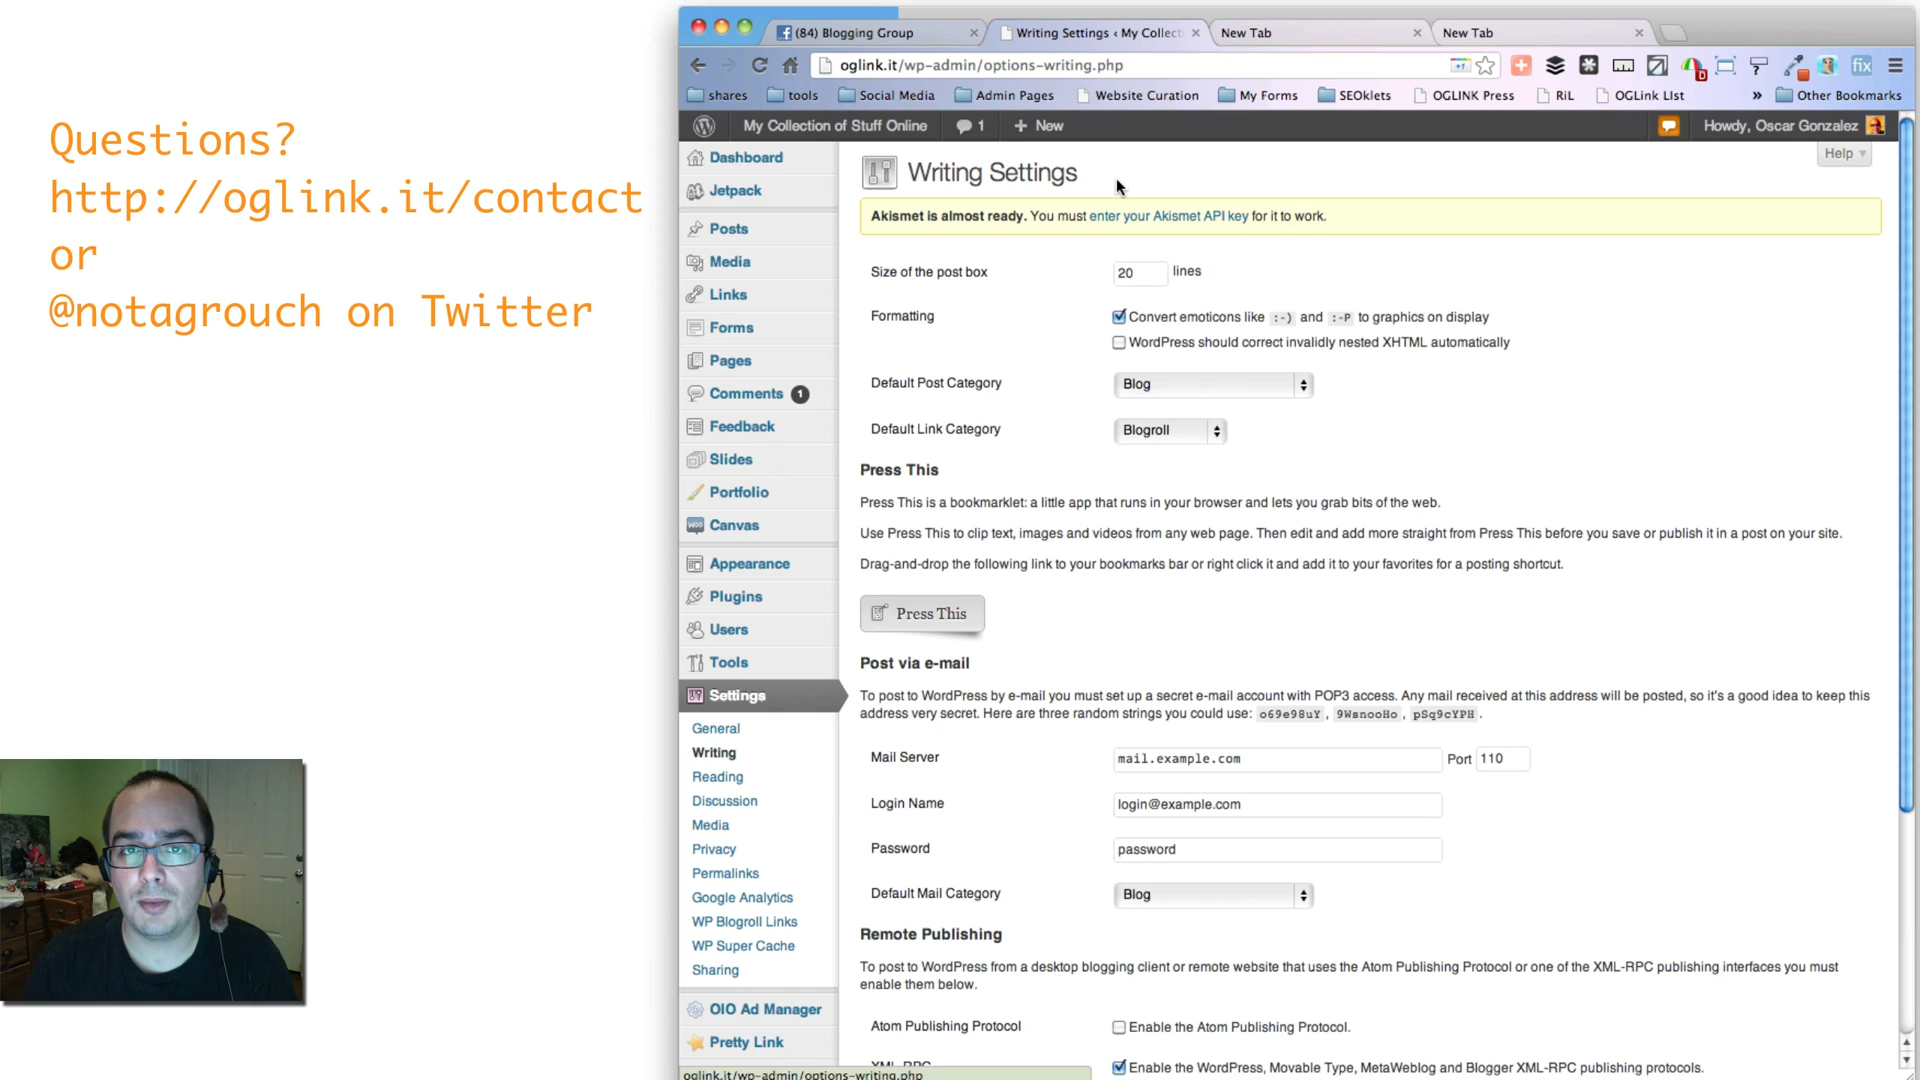 Questions?
http://oglink.it/contact
or
@notagrouch on Twitter
(84) Blogging Group
Writing Settings ‹ My Collecti
New Tab
New Tab
oglink.it/wp-admin/options-writing.php
shares
tools
Social Media
Admin Pages
Website Curation
My Forms
SEOklets
OGLINK Press
RiL
OGLink LIst
»
Other Bookmarks
My Collection of Stuff Online
1
+ New
Howdy, Oscar Gonzalez
Help
Dashboard
Jetpack
Posts
Media
Links
Forms
Pages
Comments 1
Feedback
Slides
Portfolio
Canvas
Appearance
Plugins
Users
Tools
Settings
General
Writing
Reading
Discussion
Media
Privacy
Permalinks
Google Analytics
WP Blogroll Links
WP Super Cache
Sharing
OIO Ad Manager
Pretty Link
Writing Settings
Akismet is almost ready. You must enter your Akismet API key for it to work.
Size of the post box 20 lines
Formatting Convert emoticons like :-) and :-P to graphics on display
WordPress should correct invalidly nested XHTML automatically
Default Post Category Blog
Default Link Category Blogroll
Press This
Press This is a bookmarklet: a little app that runs in your browser and lets you grab bits of the web.
Use Press This to clip text, images and videos from any web page. Then edit and add more straight from Press This before you save or publish it in a post on your site.
Drag-and-drop the following link to your bookmarks bar or right click it and add it to your favorites for a posting shortcut.
Press This
Post via e-mail
To post to WordPress by e-mail you must set up a secret e-mail account with POP3 access. Any mail received at this address will be posted, so it's a good idea to keep this
address very secret. Here are three random strings you could use: o69e98uY , 9WsnooHo , pSq9cYPH .
Mail Server mail.example.com Port 110
Login Name login@example.com
Password password
Default Mail Category Blog
Remote Publishing
To post to WordPress from a desktop blogging client or remote website that uses the Atom Publishing Protocol or one of the XML-RPC publishing interfaces you must
enable them below.
Atom Publishing Protocol Enable the Atom Publishing Protocol.
XML-RPC Enable the WordPress, Movable Type, MetaWeblog and Blogger XML-RPC publishing protocols.
oglink.it/wp-admin/options-writing.php